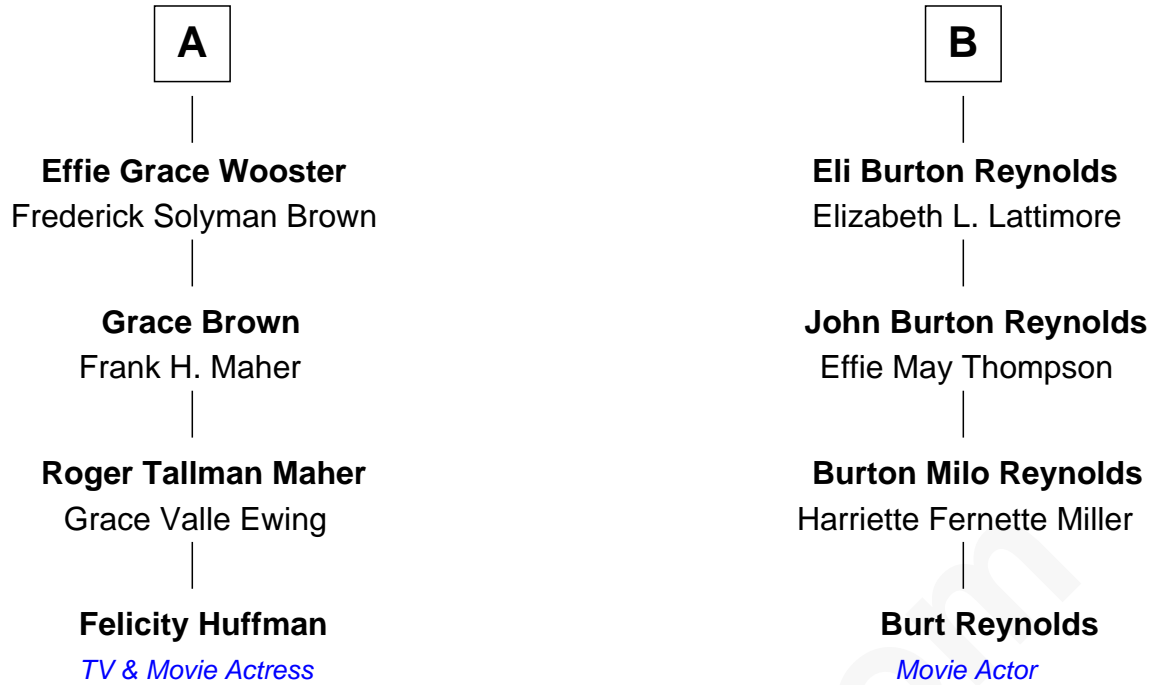 A
Effie Grace Wooster
Frederick Solyman Brown
Grace Brown
Frank H. Maher
Roger Tallman Maher
Grace Valle Ewing
Felicity Huffman
TV & Movie Actress
B
Eli Burton Reynolds
Elizabeth L. Lattimore
John Burton Reynolds
Effie May Thompson
Burton Milo Reynolds
Harriette Fernette Miller
Burt Reynolds
Movie Actor